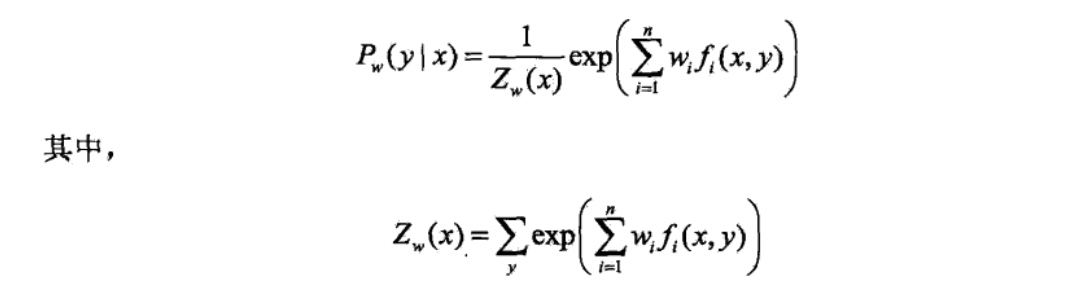 $$P_w(y|x)=\frac{1}{Z_w(x)}\exp\left(\sum_{i=1}^{n}w_i f_i(x,y)\right)$$
其中，
$$Z_w(x)=\sum_{y}\exp\left(\sum_{i=1}^{n}w_i f_i(x,y)\right)$$